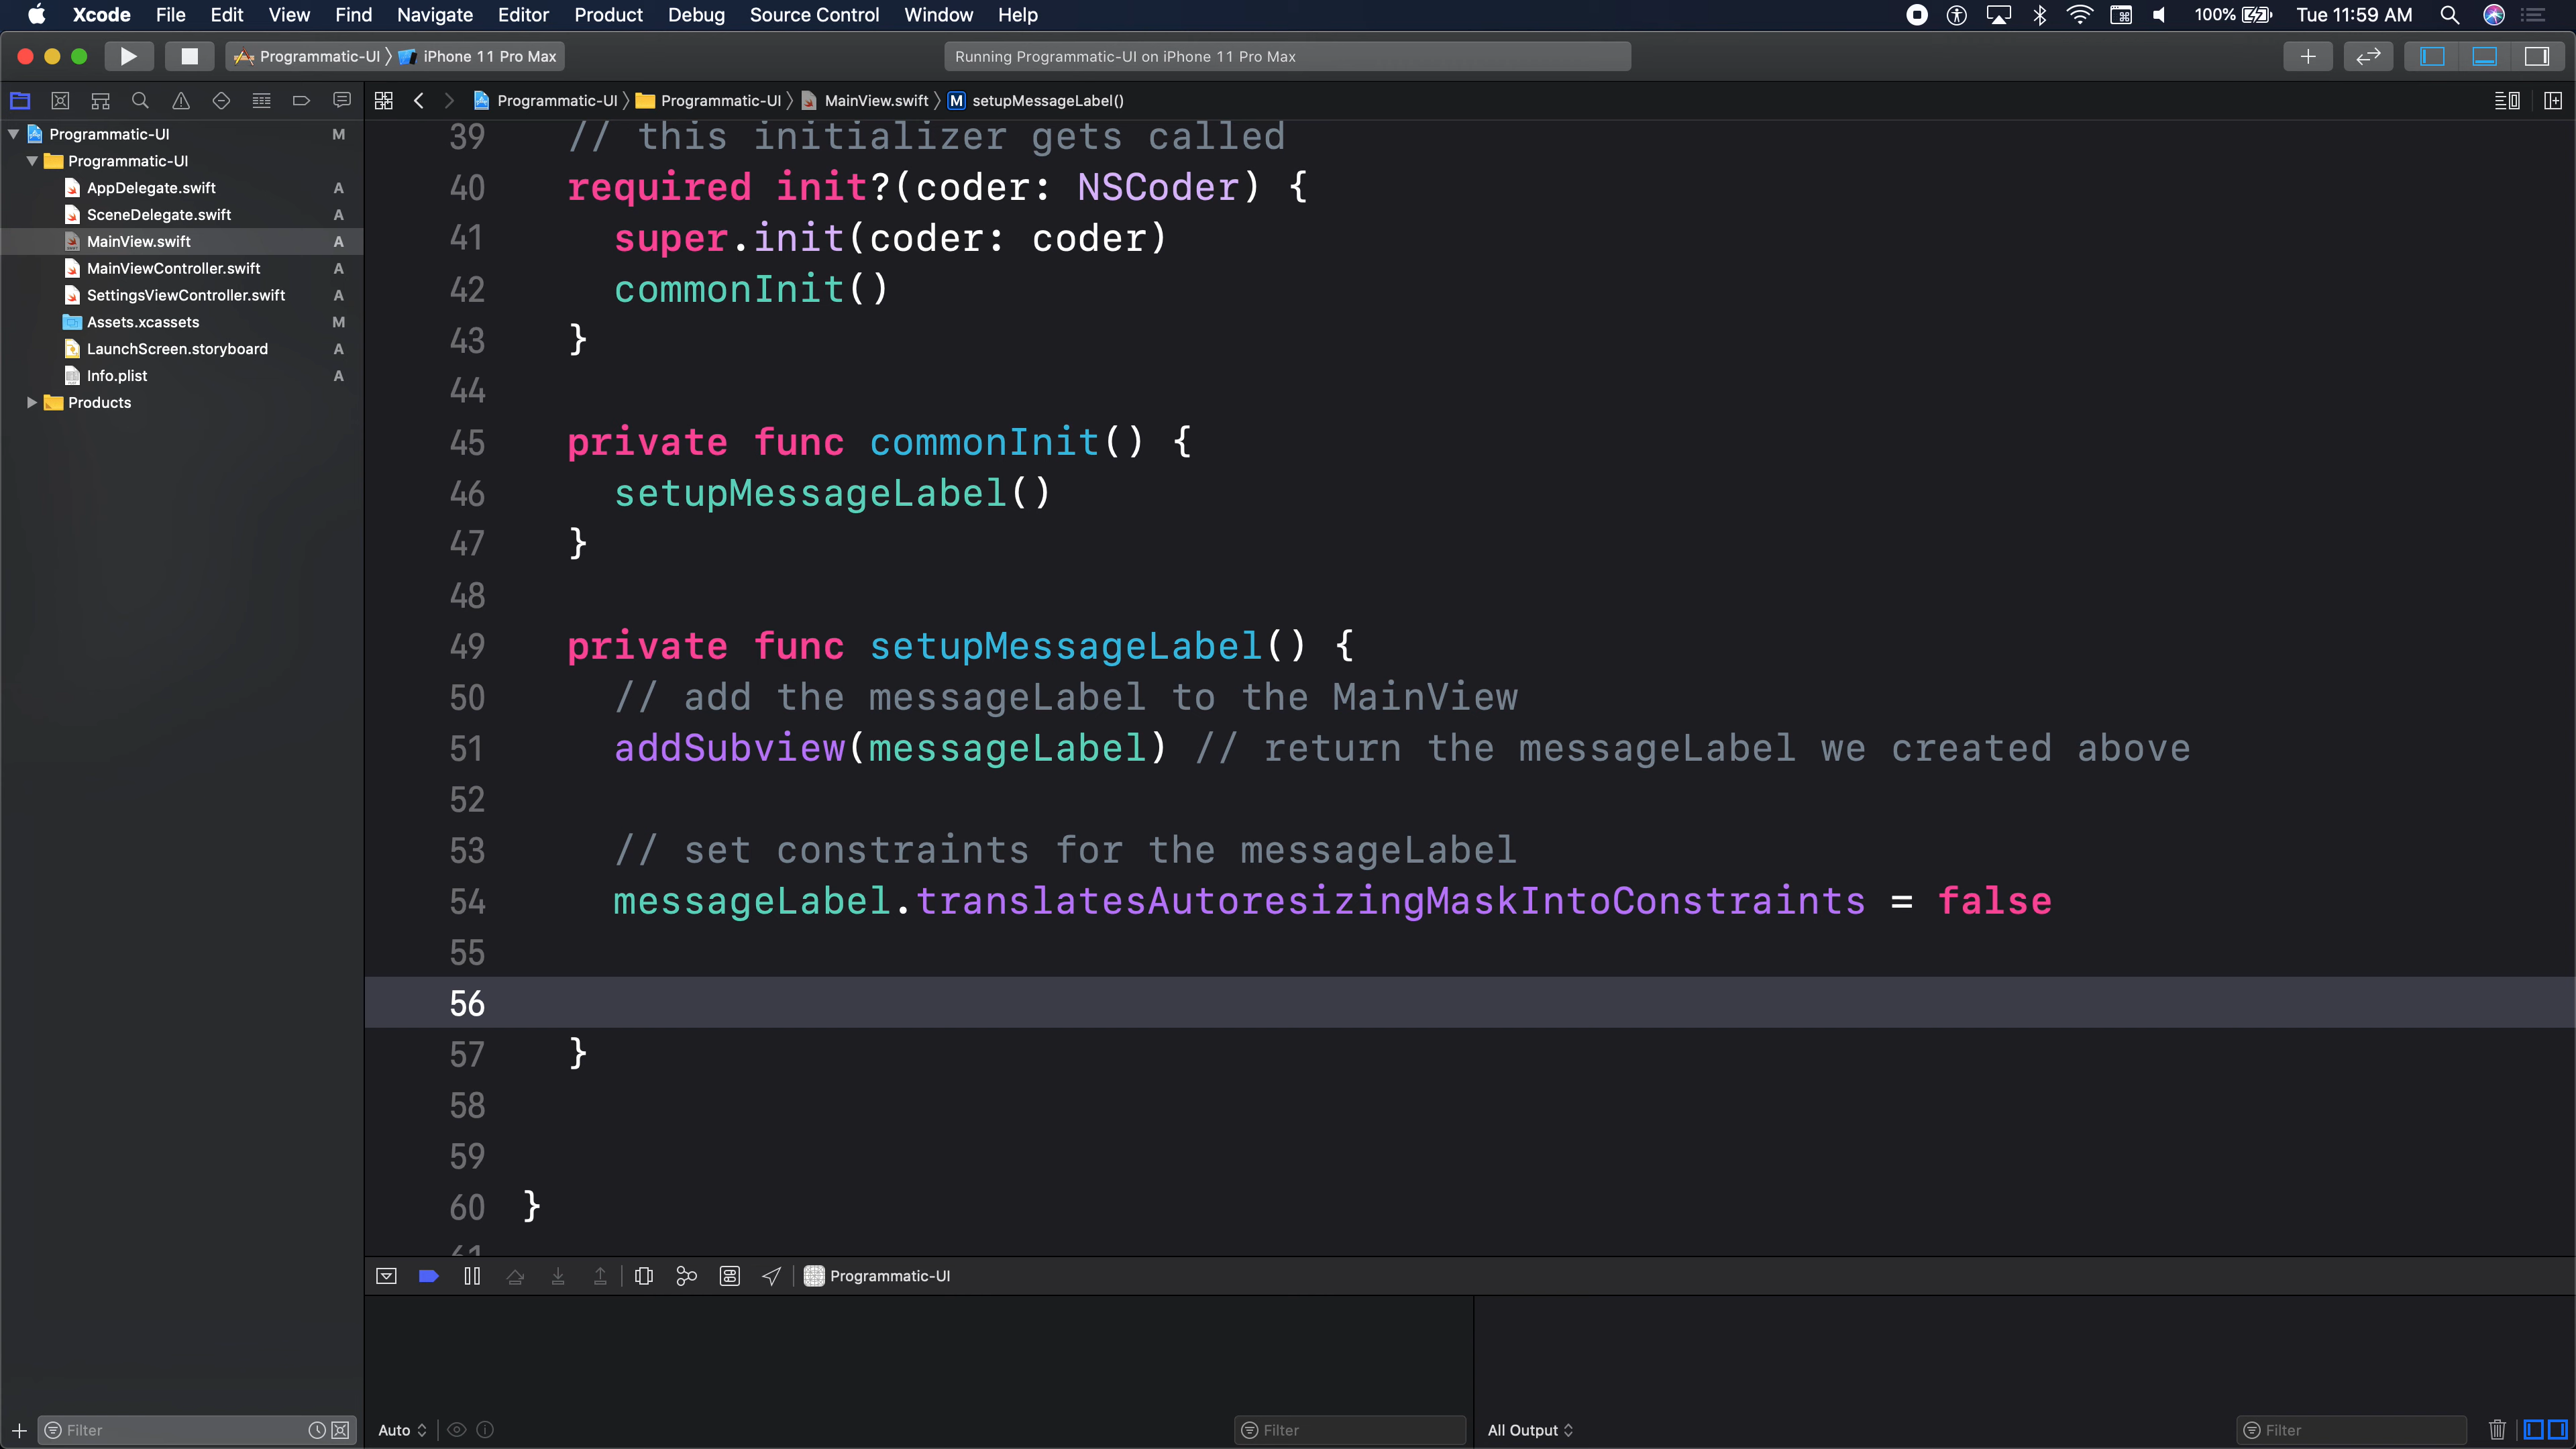 Xcode File Edit View Find Navigate Editor Product Debug Source Control Window Help 100% Tue 11:59 AM
Programmatic-UI iPhone 11 Pro Max Running Programmatic-UI on iPhone 11 Pro Max
Programmatic-UI Programmatic-UI MainView.swift M setupMessageLabel()
Programmatic-UI M
Programmatic-UI
AppDelegate.swift A
SceneDelegate.swift A
MainView.swift A
MainViewController.swift A
SettingsViewController.swift A
Assets.xcassets M
LaunchScreen.storyboard A
Info.plist A
Products
39 // this initializer gets called
40 required init?(coder: NSCoder) {
41 super.init(coder: coder)
42 commonInit()
43 }
44
45 private func commonInit() {
46 setupMessageLabel()
47 }
48
49 private func setupMessageLabel() {
50 // add the messageLabel to the MainView
51 addSubview(messageLabel) // return the messageLabel we created above
52
53 // set constraints for the messageLabel
54 messageLabel.translatesAutoresizingMaskIntoConstraints = false
55
56
57 }
58
59
60 }
61
Programmatic-UI
Filter Auto Filter All Output Filter